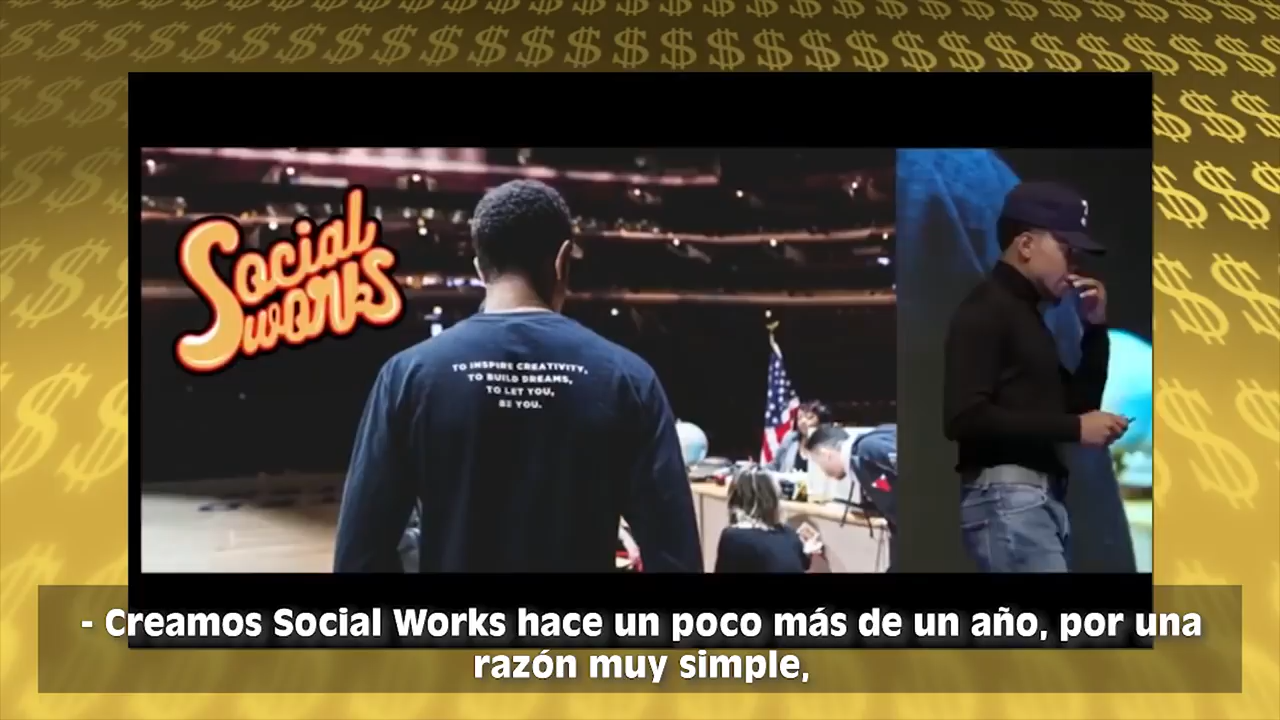 Social
works
TO INSPIRE CREATIVITY,
TO BUILD DREAMS,
TO LET YOU,
BE YOU.
- Creamos Social Works hace un poco más de un año, por una
razón muy simple,